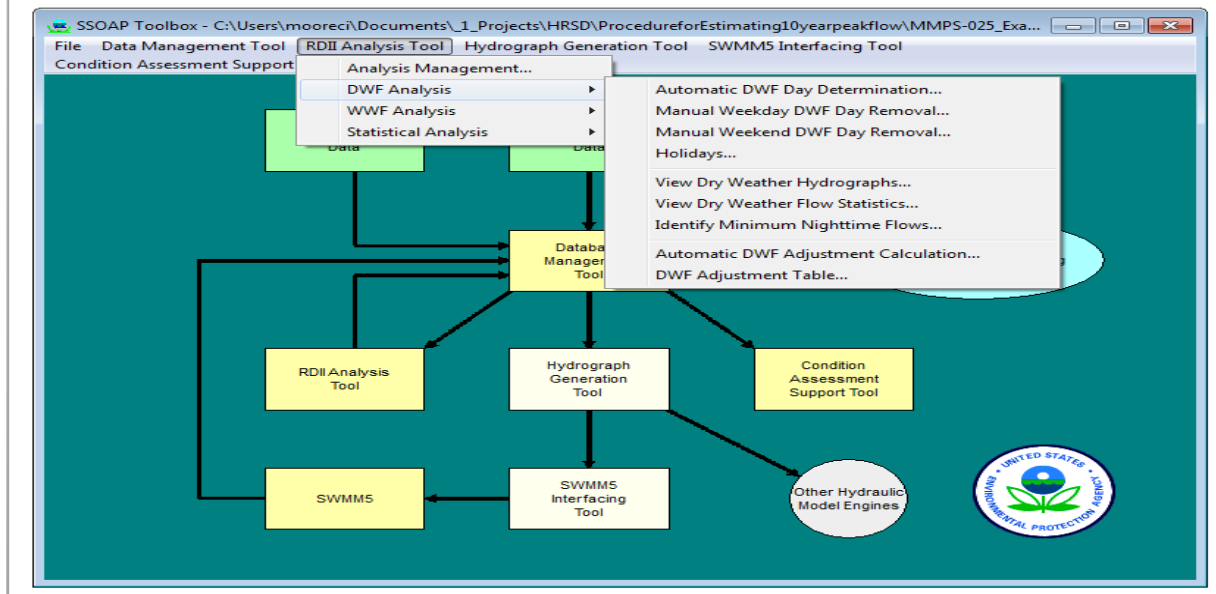 SSOAP Toolbox - C:\Users\mooreci\Documents\_1_Projects\HRSD\ProcedureforEstimating10yearpeakflow\MMPS-025_Exa...
File Data Management Tool RDII Analysis Tool Hydrograph Generation Tool SWMM5 Interfacing Tool
Condition Assessment Support
Analysis Management...
DWF Analysis
WWF Analysis
Statistical Analysis
Automatic DWF Day Determination...
Manual Weekday DWF Day Removal...
Manual Weekend DWF Day Removal...
Holidays...
View Dry Weather Hydrographs...
View Dry Weather Flow Statistics...
Identify Minimum Nighttime Flows...
Automatic DWF Adjustment Calculation...
DWF Adjustment Table...
Data
Data
Databa
Manager
Tool
g
RDII Analysis
Tool
Hydrograph
Generation
Tool
Condition
Assessment
Support Tool
SWMM5
SWMM5
Interfacing
Tool
Other Hydraulic
Model Engines
UNITED STATES
ENVIRONMENTAL PROTECTION AGENCY